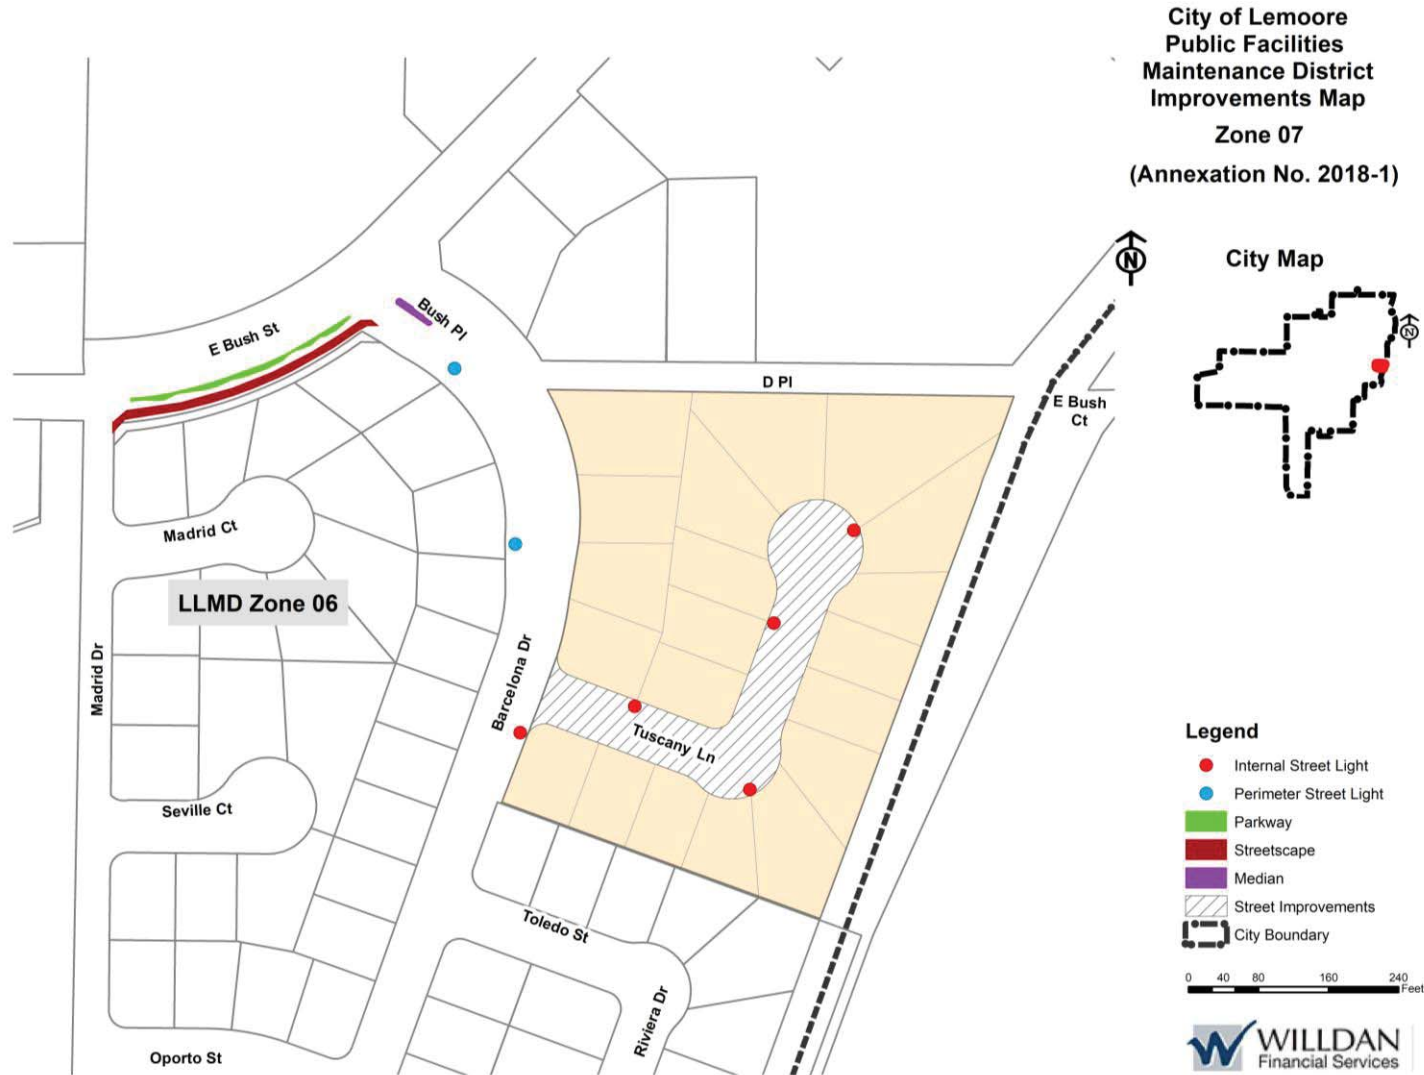 City of Lemoore
Public Facilities
Maintenance District
Improvements Map
Zone 07
(Annexation No. 2018-1)
N
City Map
N
E Bush St
Bush Pl
D Pl
E Bush
Ct
Madrid Ct
LLMD Zone 06
Madrid Dr
Barcelona Dr
Tuscany Ln
Seville Ct
Toledo St
Riviera Dr
Oporto St
Legend
Internal Street Light
Perimeter Street Light
Parkway
Streetscape
Median
Street Improvements
City Boundary
0 40 80 160 240
Feet
WILLDAN
Financial Services